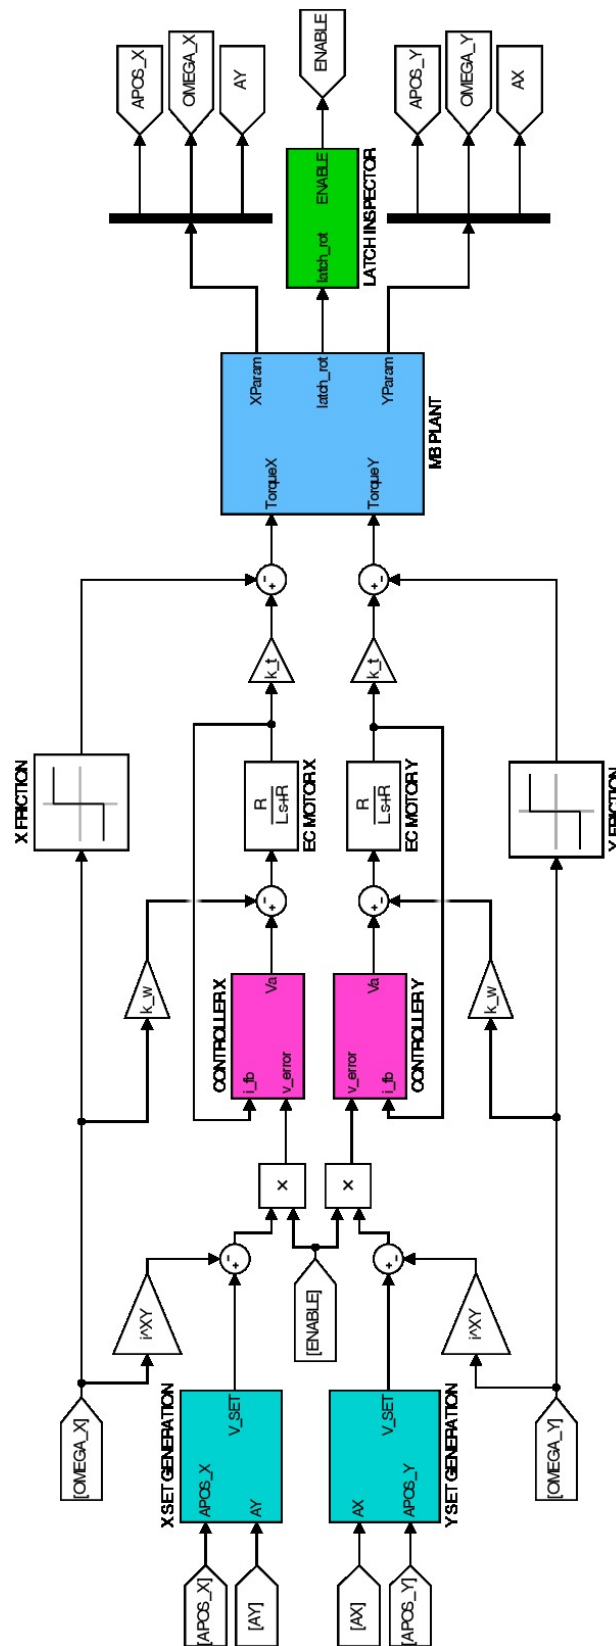 [APOS_X]
[AY]
[AX]
[APOS_Y]
[OMEGA_X]
X SET GENERATION
APOS_X
AY
V_SET
Y SET GENERATION
AX
APOS_Y
V_SET
[OMEGA_Y]
i^XY
i^XY
[ENABLE]
-
+
+
-
×
×
k_w
CONTROLLER X
i_fb
v_error
Va
v_error
i_fb
Va
CONTROLLER Y
k_w
-
+
+
-
X FRICTION
R
Ls+R
EC MOTOR X
R
Ls+R
EC MOTOR Y
Y FRICTION
k_t
k_t
-
+
+
-
TorqueX
TorqueY
XParam
latch_rot
YParam
MB PLANT
latch_rot
ENABLE
LATCH INSPECTOR
APOS_X
OMEGA_X
AY
ENABLE
APOS_Y
OMEGA_Y
AX